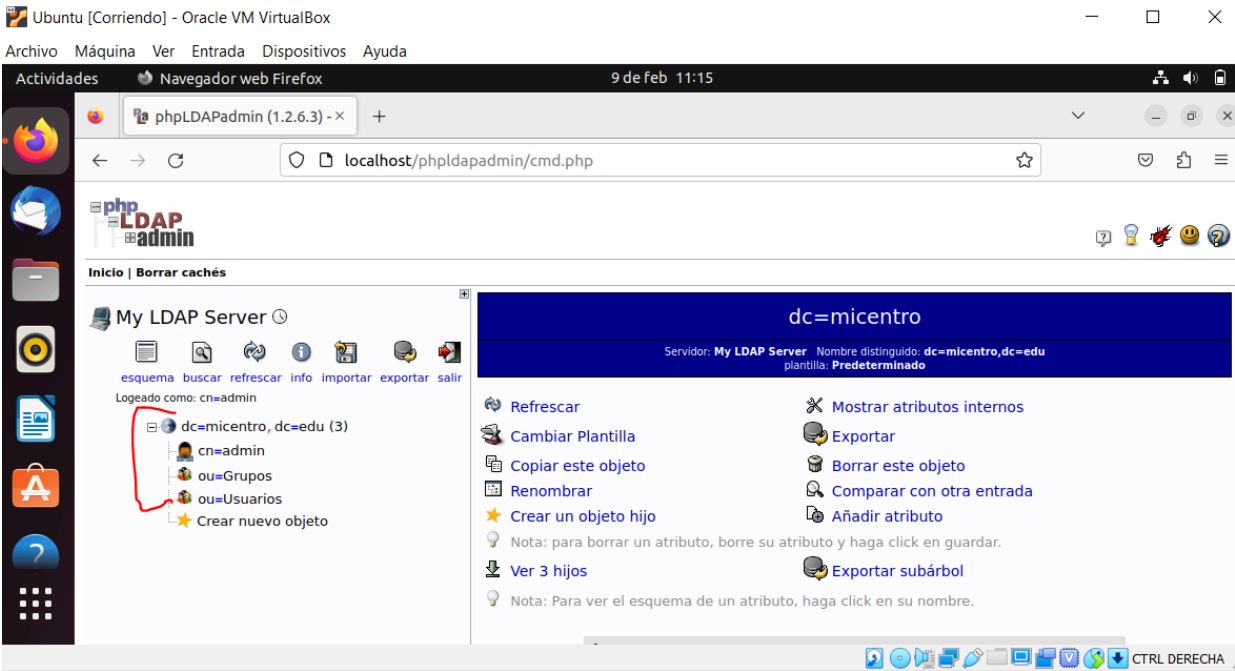 Ubuntu [Corriendo] - Oracle VM VirtualBox
Archivo Máquina Ver Entrada Dispositivos Ayuda
Actividades Navegador web Firefox 9 de feb 11:15
phpLDAPadmin (1.2.6.3) -
localhost/phpldapadmin/cmd.php
php
LDAP
admin
Inicio | Borrar cachés
My LDAP Server
esquema buscar refrescar info importar exportar salir
Logeado como: cn=admin
dc=micentro, dc=edu (3)
cn=admin
ou=Grupos
ou=Usuarios
Crear nuevo objeto
dc=micentro
Servidor: My LDAP Server Nombre distinguido: dc=micentro,dc=edu
plantilla: Predeterminado
Refrescar Mostrar atributos internos
Cambiar Plantilla Exportar
Copiar este objeto Borrar este objeto
Renombrar Comparar con otra entrada
Crear un objeto hijo Añadir atributo
Nota: para borrar un atributo, borre su atributo y haga click en guardar.
Ver 3 hijos Exportar subárbol
Nota: Para ver el esquema de un atributo, haga click en su nombre.
CTRL DERECHA